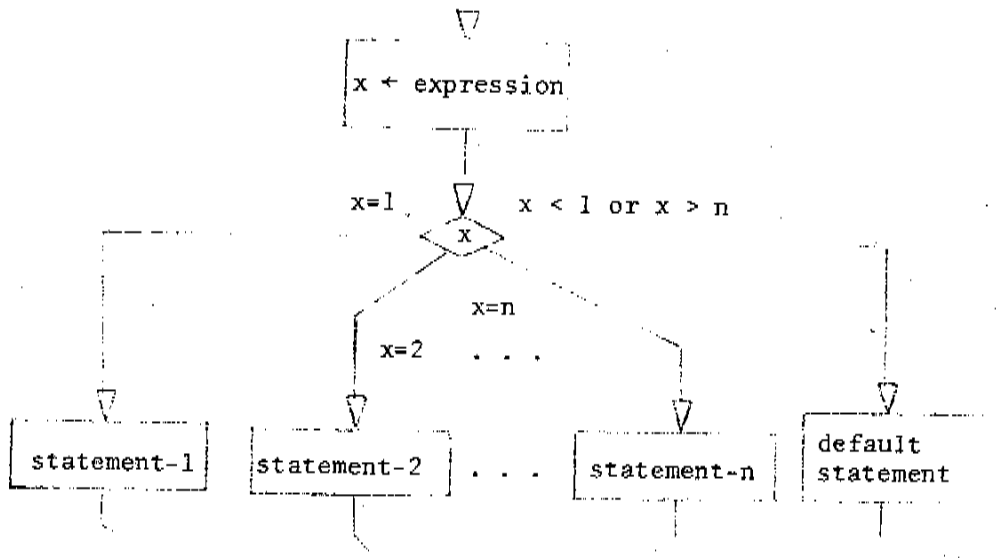 x ← expression
x=1
x < 1 or x > n
x
x=n
x=2 . . .
statement-1
statement-2
. . .
statement-n
default
statement